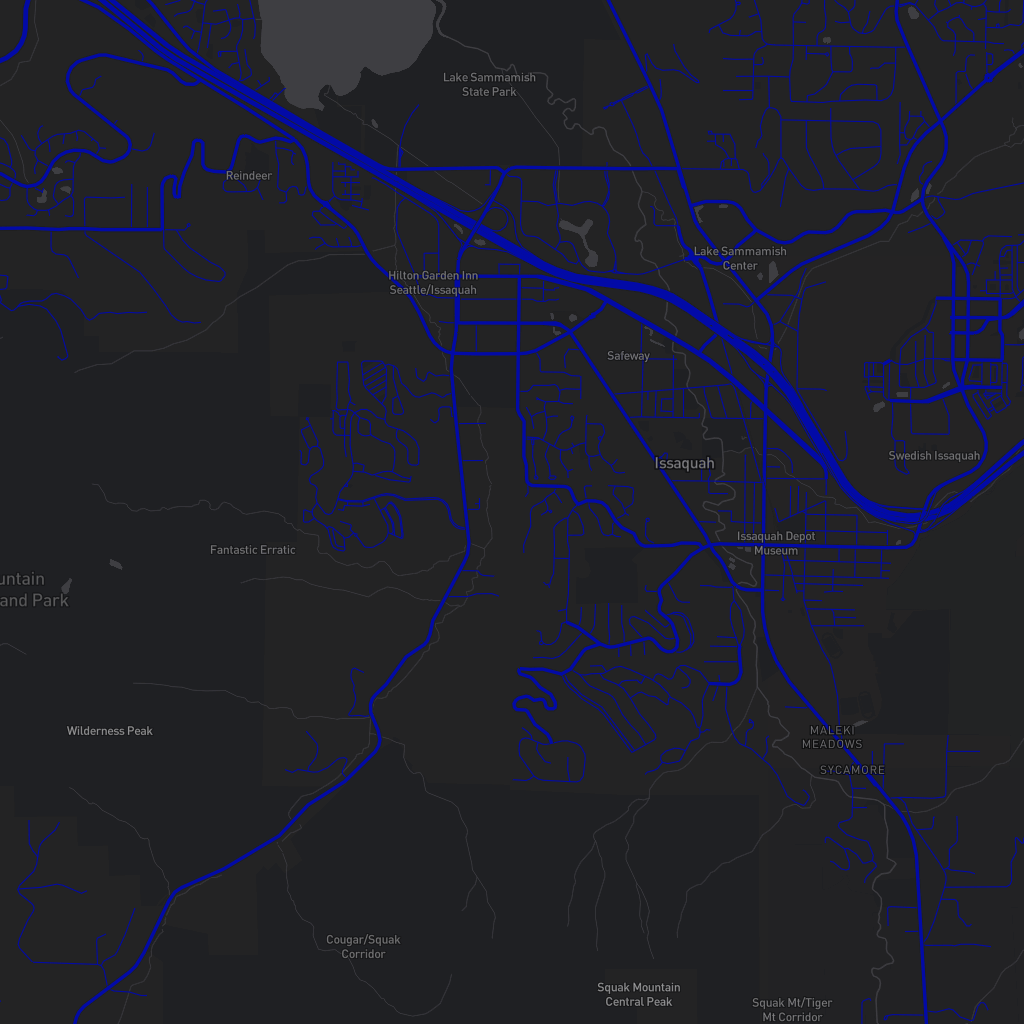 Lake Sammamish
State Park
Reindeer
Lake Sammamish
Center
Hilton Garden Inn
Seattle/Issaquah
Safeway
Swedish Issaquah
Issaquah
Issaquah Depot
Museum
Fantastic Erratic
untain
and Park
Wilderness Peak
MALEKI
MEADOWS
SYCAMORE
Cougar/Squak
Corridor
Squak Mountain
Central Peak
Squak Mt/Tiger
Mt Corridor